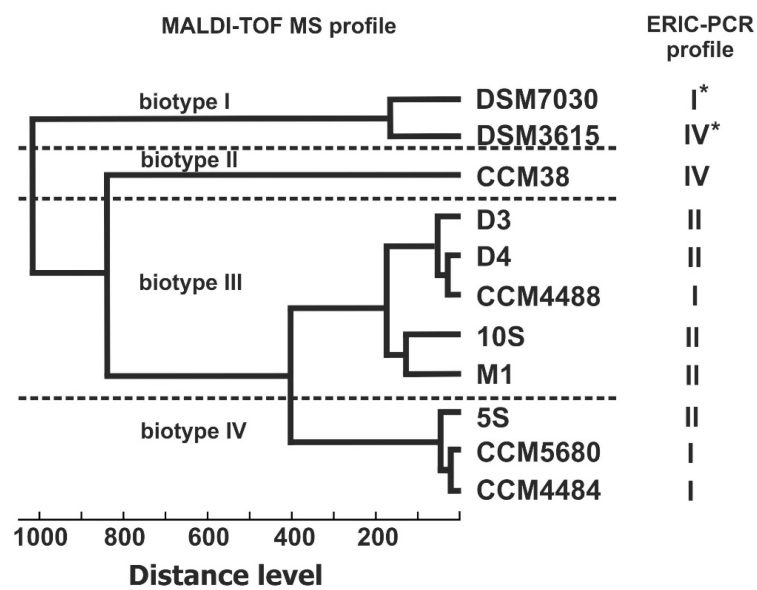 MALDI-TOF MS profile
ERIC-PCR
profile
biotype I
DSM7030 I*
DSM3615 IV*
biotype II
CCM38 IV
D3 II
D4 II
biotype III
CCM4488 I
10S II
M1 II
5S II
biotype IV
CCM5680 I
CCM4484 I
1000 800 600 400 200
Distance level